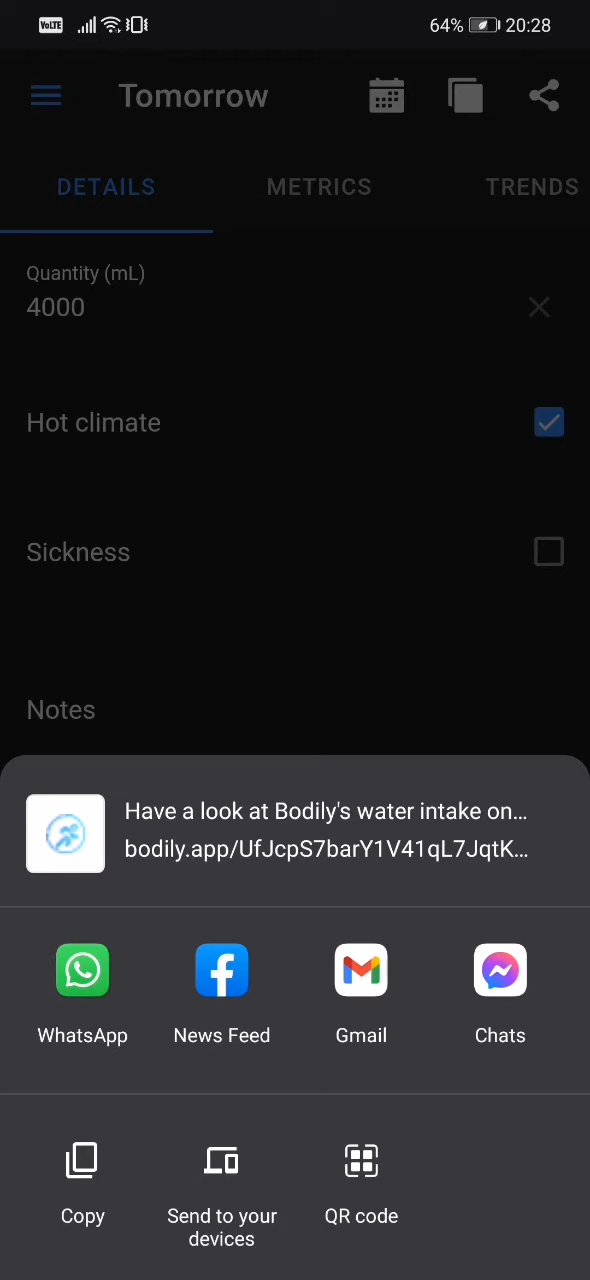 VoLTE 64% 20:28
Tomorrow
DETAILS METRICS TRENDS
Quantity (mL)
4000
Hot climate
Sickness
Notes
Have a look at Bodily's water intake on...
bodily.app/UfJcpS7barY1V41qL7JqtK...
WhatsApp News Feed Gmail Chats
Copy Send to your QR code
devices